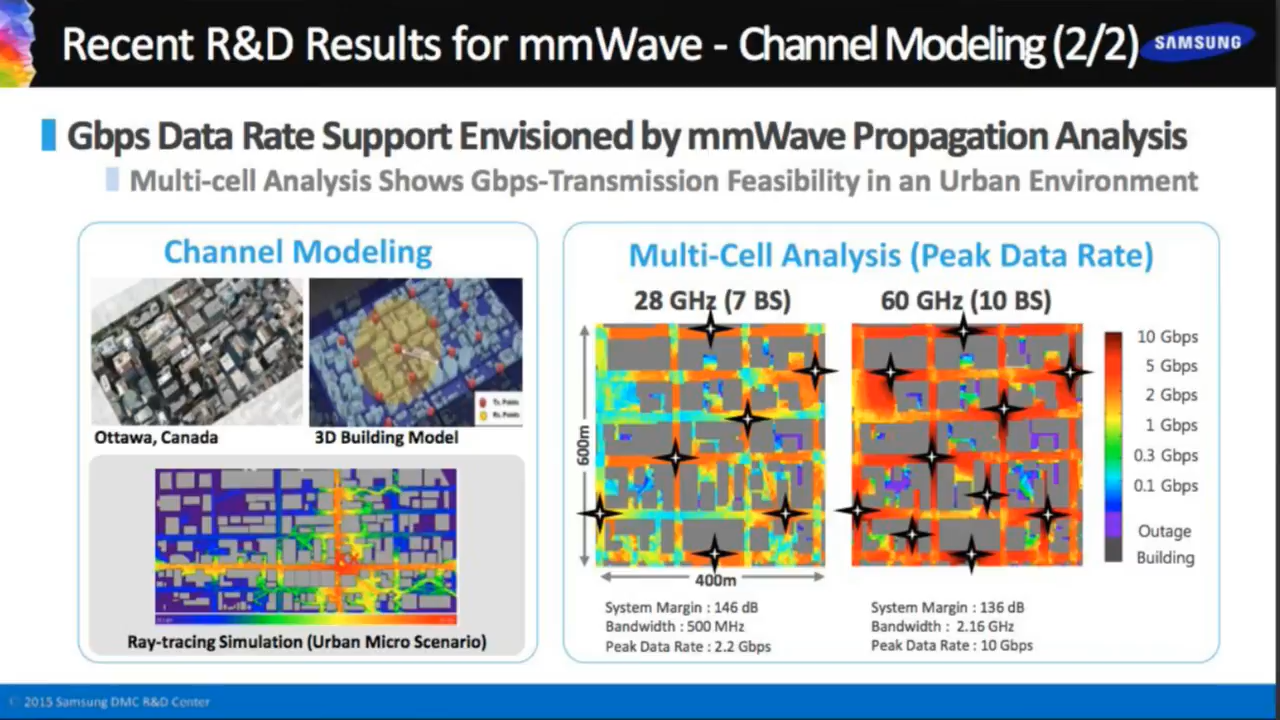 Recent R&D Results for mmWave - Channel Modeling (2/2)
SAMSUNG
Gbps Data Rate Support Envisioned by mmWave Propagation Analysis
Multi-cell Analysis Shows Gbps-Transmission Feasibility in an Urban Environment
Channel Modeling
Tx. Points
Rx. Points
Ottawa, Canada
3D Building Model
Ray-tracing Simulation (Urban Micro Scenario)
Multi-Cell Analysis (Peak Data Rate)
28 GHz (7 BS)
60 GHz (10 BS)
600m
400m
10 Gbps
5 Gbps
2 Gbps
1 Gbps
0.3 Gbps
0.1 Gbps
Outage
Building
System Margin : 146 dB
Bandwidth : 500 MHz
Peak Data Rate : 2.2 Gbps
System Margin : 136 dB
Bandwidth : 2.16 GHz
Peak Data Rate : 10 Gbps
© 2015 Samsung DMC R&D Center